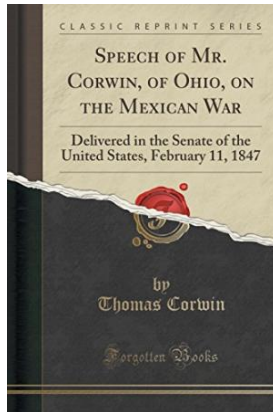 CLASSIC REPRINT SERIES
SPEECH OF MR.
CORWIN, OF OHIO, ON
THE MEXICAN WAR
Delivered in the Senate of the
United States, February 11, 1847
by
Thomas Corwin
Forgotten Books